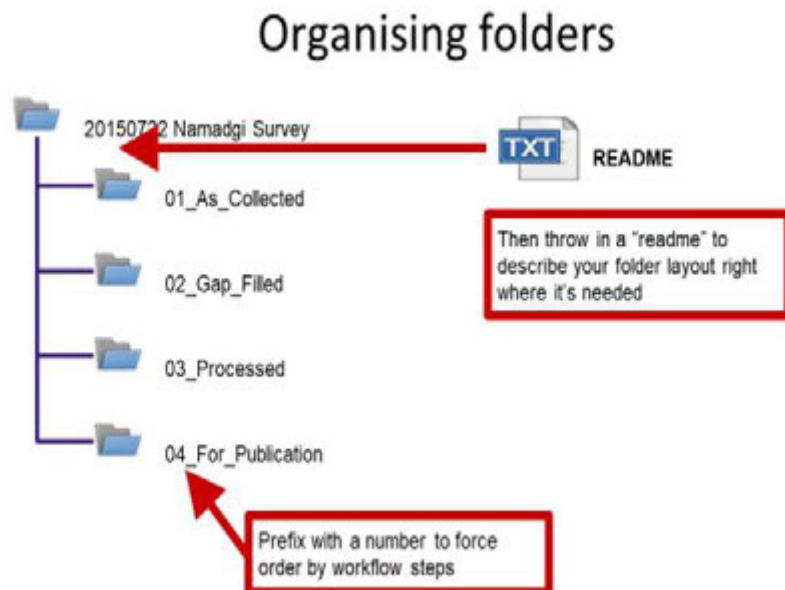 Organising folders
20150722 Namadgi Survey
TXT
README
01_As_Collected
Then throw in a "readme" to
describe your folder layout right
where it's needed
02_Gap_Filled
03_Processed
04_For_Publication
Prefix with a number to force
order by workflow steps